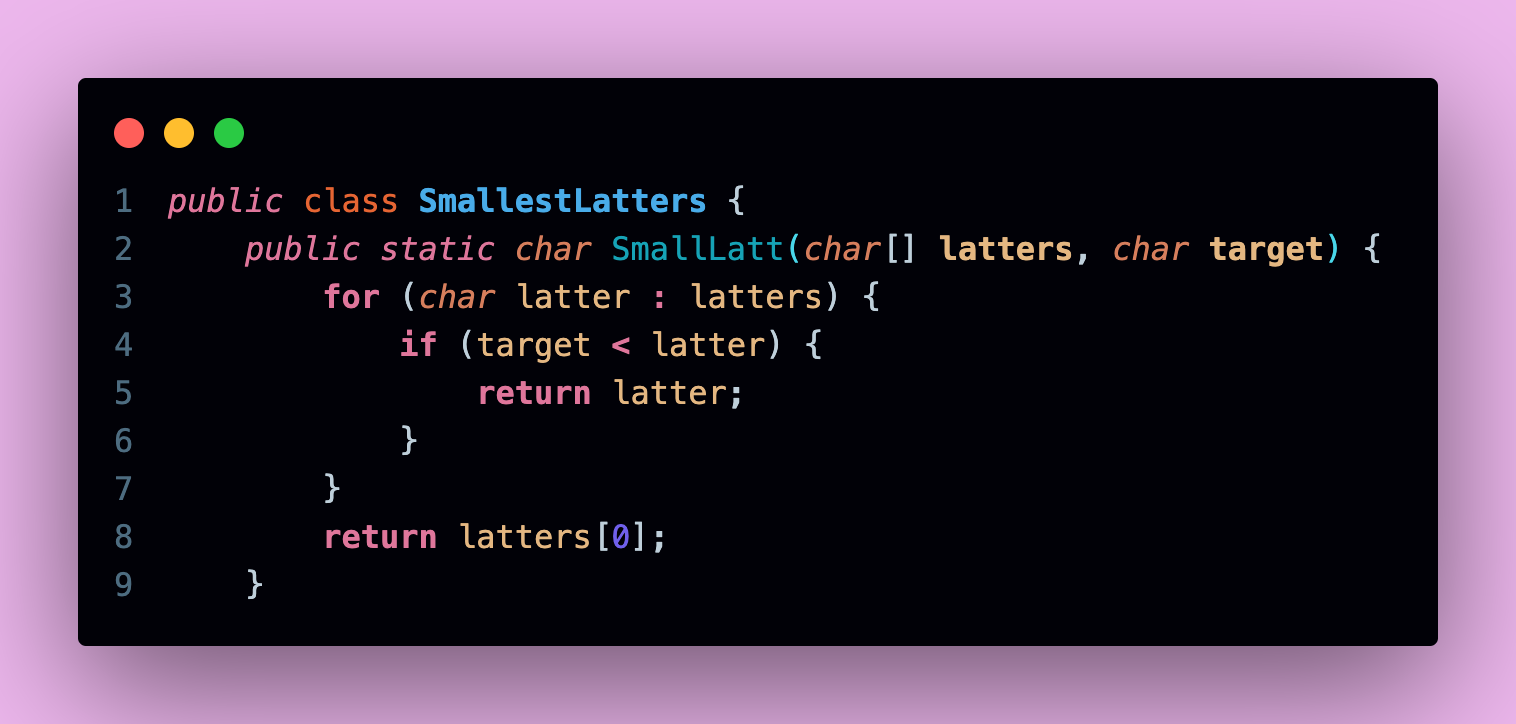 1 public class SmallestLatters {
2     public static char SmallLatt(char[] latters, char target) {
3         for (char latter : latters) {
4             if (target < latter) {
5                 return latter;
6             }
7         }
8         return latters[0];
9     }